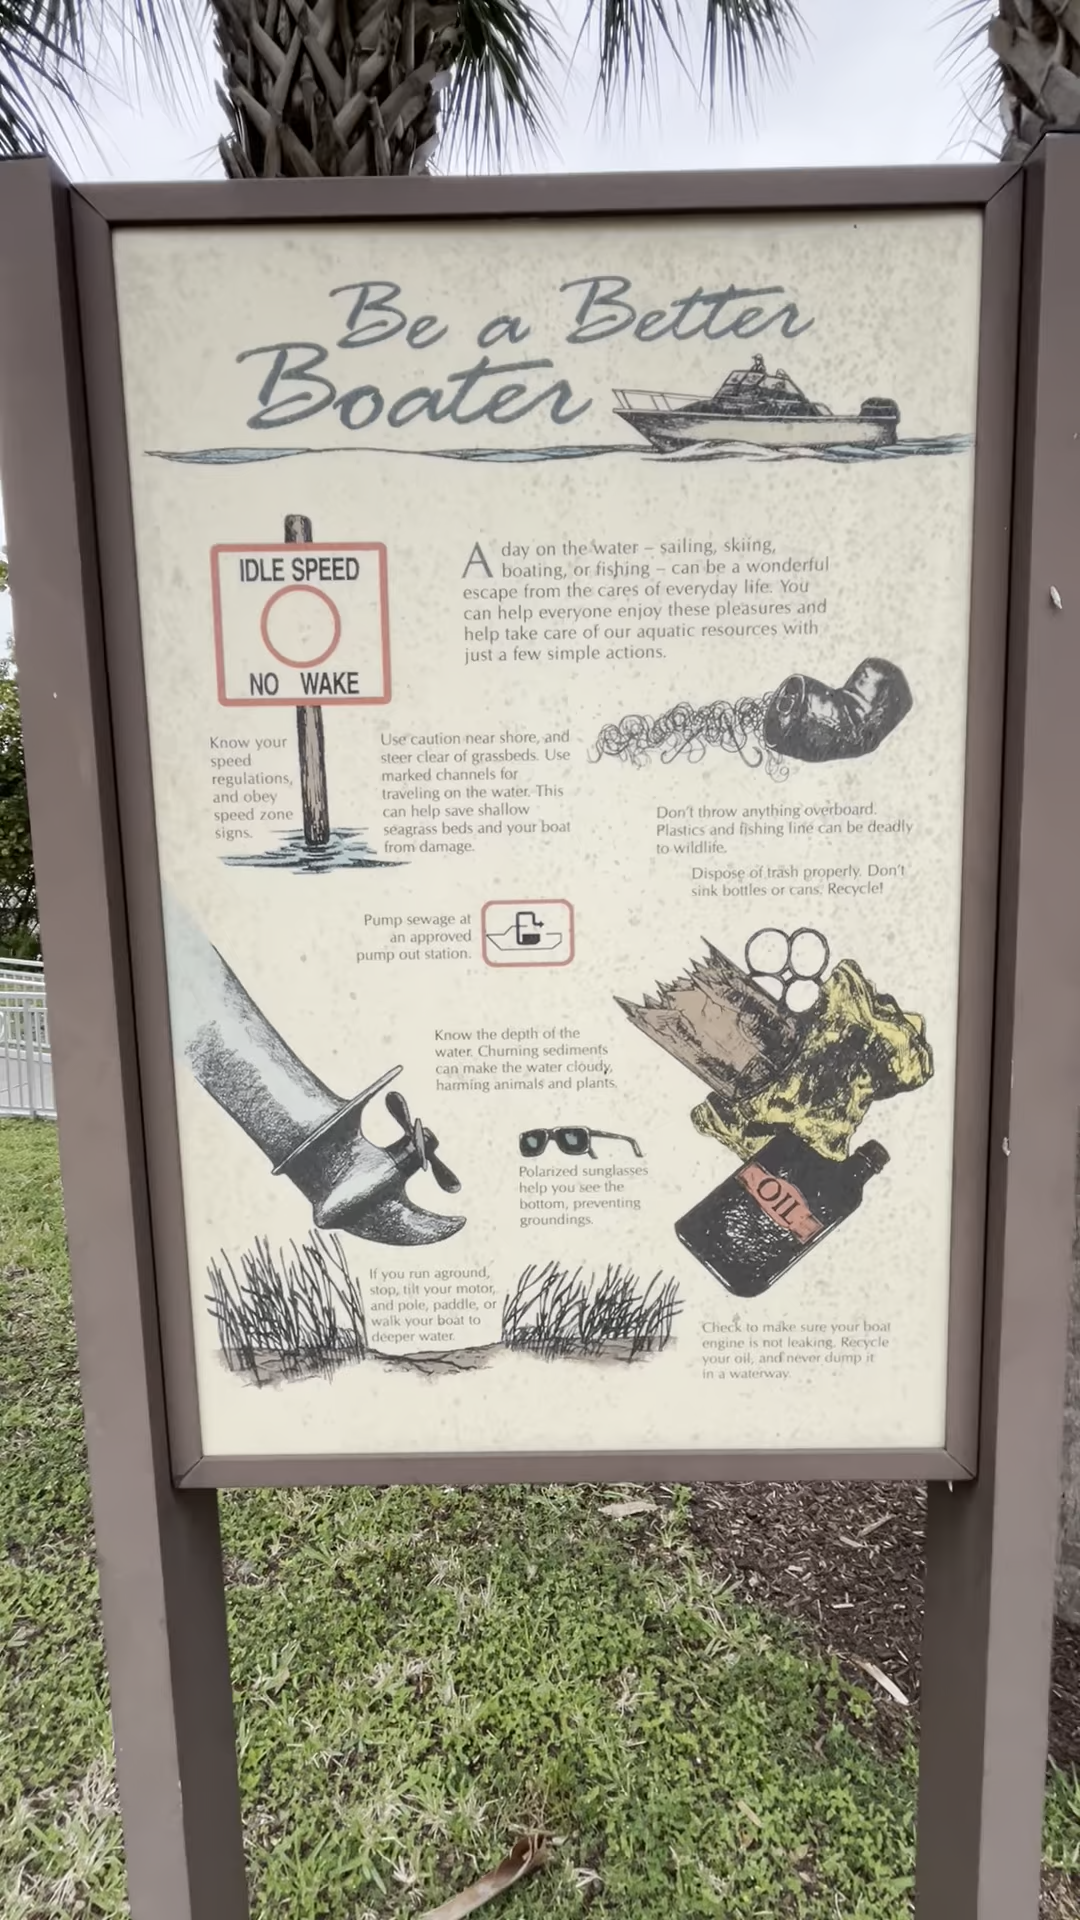 Be a Better
Boater
IDLE SPEED
NO WAKE
A day on the water – sailing, skiing,
boating, or fishing – can be a wonderful
escape from the cares of everyday life. You
can help everyone enjoy these pleasures and
help take care of our aquatic resources with
just a few simple actions.
Know your
speed
regulations,
and obey
speed zone
signs.
Use caution near shore, and
steer clear of grassbeds. Use
marked channels for
traveling on the water. This
can help save shallow
seagrass beds and your boat
from damage.
Don't throw anything overboard.
Plastics and fishing line can be deadly
to wildlife.
Dispose of trash properly. Don't
sink bottles or cans. Recycle!
Pump sewage at
an approved
pump out station.
Know the depth of the
water. Churning sediments
can make the water cloudy,
harming animals and plants.
Polarized sunglasses
help you see the
bottom, preventing
groundings.
OIL
If you run aground,
stop, tilt your motor,
and pole, paddle, or
walk your boat to
deeper water.
Check to make sure your boat
engine is not leaking. Recycle
your oil, and never dump it
in a waterway.